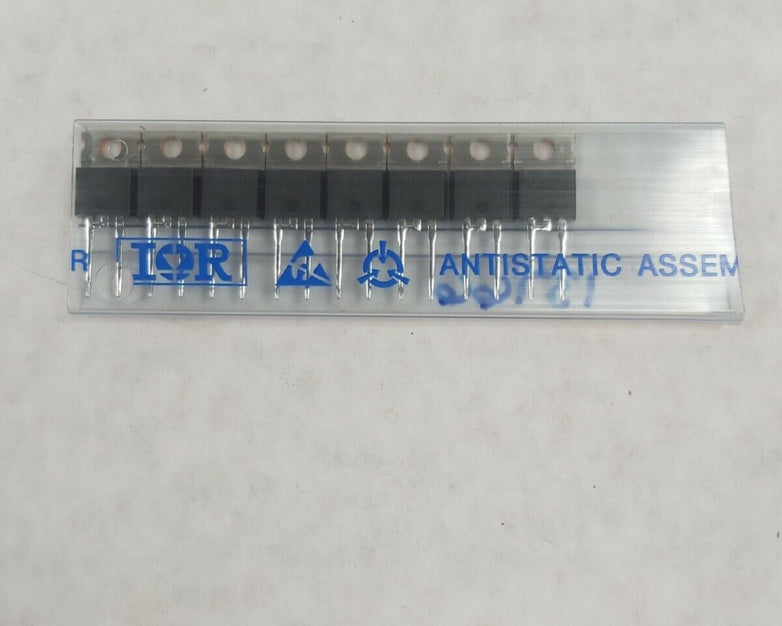 R IOR ANTISTATIC ASSEM